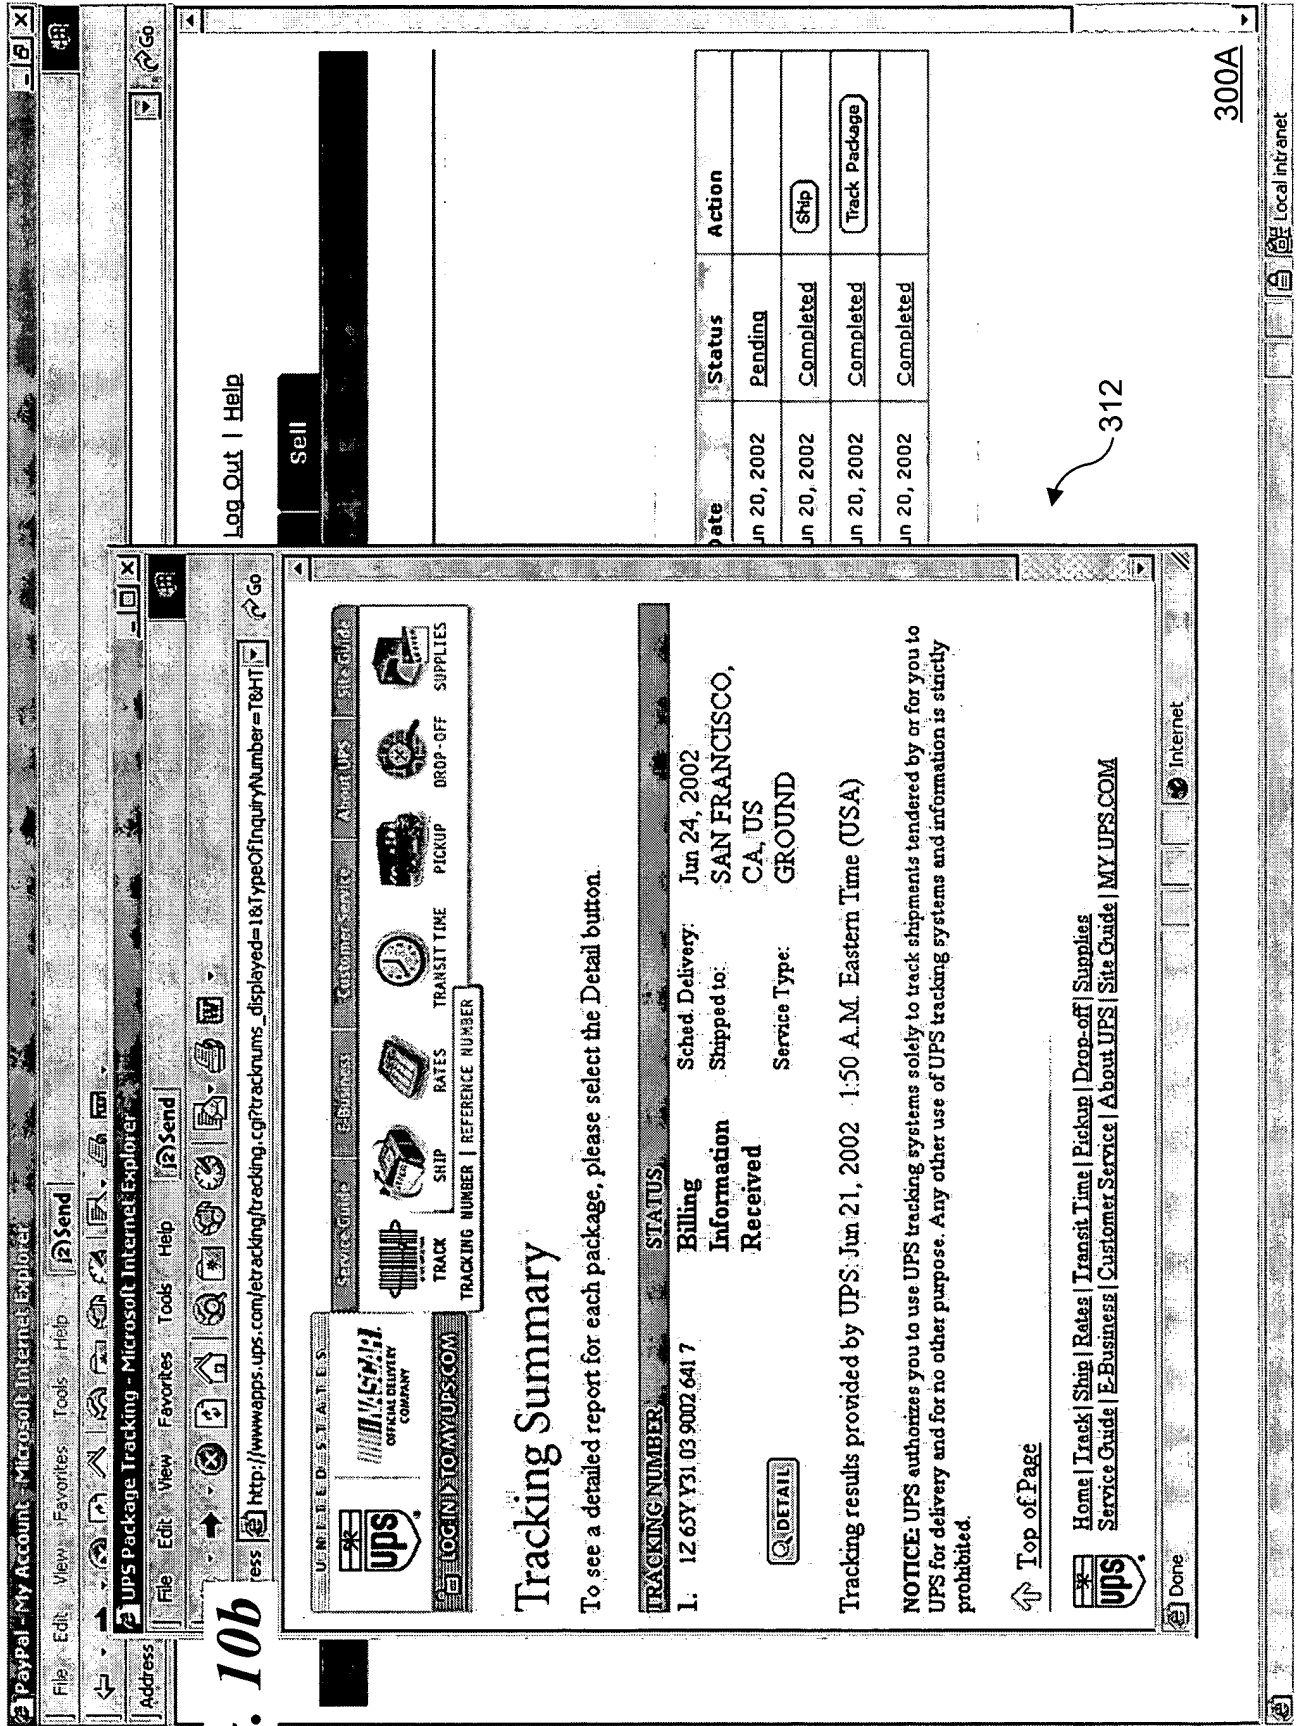 PayPal - My Account - Microsoft Internet Explorer
File Edit View Favorites Tools Help j2)Send
Address Go
UPS Package Tracking - Microsoft Internet Explorer
File Edit View Favorites Tools Help j2)Send
ress http://wwwapps.ups.com/etracking/tracking.cgi?tracknums_displayed=1&TypeOfInquiryNumber=T&HT Go
. 10b
Log Out | Help
Sell
UNITED STATES
Service Guide E-Business Customer Service About UPS Site Guide
ups
OFFICIAL DELIVERY
COMPANY
LOG IN TO MY UPS.COM
TRACK SHIP RATES TRANSIT TIME PICKUP DROP-OFF SUPPLIES
TRACKING NUMBER | REFERENCE NUMBER
Tracking Summary
To see a detailed report for each package, please select the Detail button.
TRACKING NUMBER STATUS
1. 1Z 65Y Y31 03 9002 641 7
Billing
Information
Received
Sched. Delivery: Jun 24, 2002
Shipped to: SAN FRANCISCO,
CA, US
Service Type: GROUND
DETAIL
Tracking results provided by UPS: Jun 21, 2002 1:50 A.M. Eastern Time (USA)
NOTICE: UPS authorizes you to use UPS tracking systems solely to track shipments tendered by or for you to
UPS for delivery and for no other purpose. Any other use of UPS tracking systems and information is strictly
prohibited.
Top of Page
ups
Home | Track | Ship | Rates | Transit Time | Pickup | Drop-off | Supplies
Service Guide | E-Business | Customer Service | About UPS | Site Guide | MY UPS.COM
Done Internet
Date Status Action
un 20, 2002 Pending
un 20, 2002 Completed Ship
un 20, 2002 Completed Track Package
un 20, 2002 Completed
312
300A
Local intranet